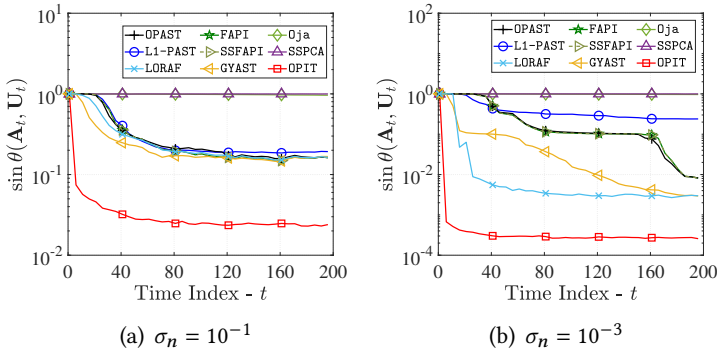 OPAST FAPI Oja
L1-PAST SSFAPI SSPCA
LORAF GYAST OPIT
sin θ(A_t, U_t)
10^1
10^0
10^-1
10^-2
0 40 80 120 160 200
Time Index - t
(a) σ_n = 10^-1
OPAST FAPI Oja
L1-PAST SSFAPI SSPCA
LORAF GYAST OPIT
sin θ(A_t, U_t)
10^2
10^0
10^-2
10^-4
0 40 80 120 160 200
Time Index - t
(b) σ_n = 10^-3